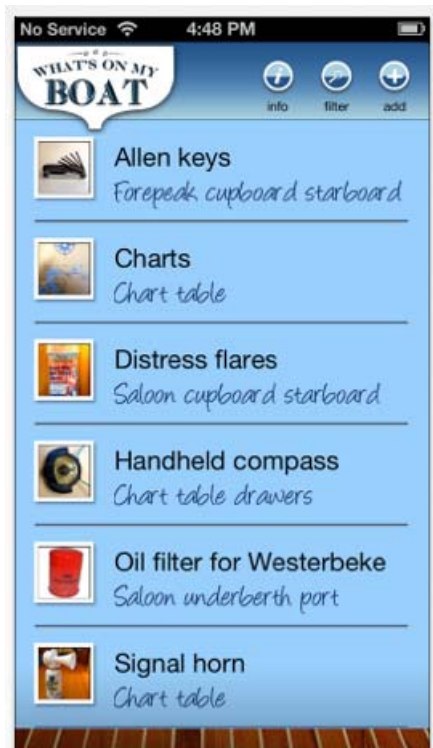 No Service 4:48 PM
WHAT'S ON MY
BOAT
info filter add
Allen keys
Forepeak cupboard starboard
Charts
Chart table
Distress flares
Saloon cupboard starboard
Handheld compass
Chart table drawers
Oil filter for Westerbeke
Saloon underberth port
Signal horn
Chart table